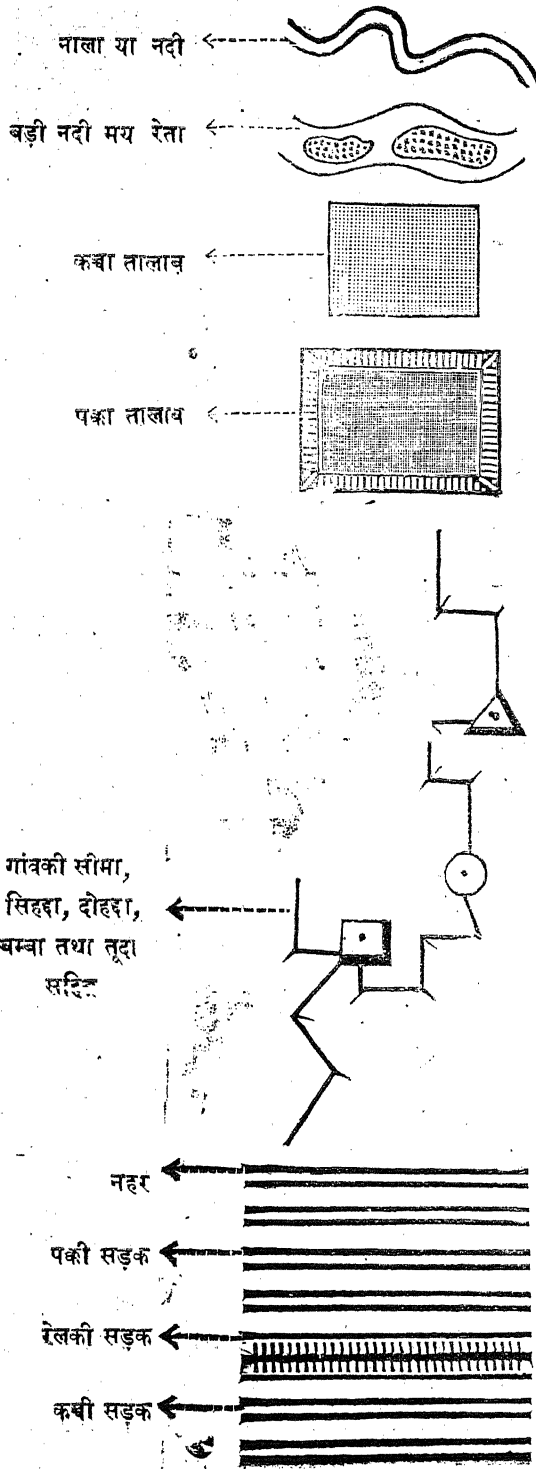 नाला या नदी
बड़ी नदी मय रेता
कच्चा तालाब
पक्का तालाब
गांवकी सीमा,
सिहद्दा, दोहद्दा,
बम्बा तथा तूदा
सहित
नहर
पक्की सड़क
रेलकी सड़क
कच्ची सड़क